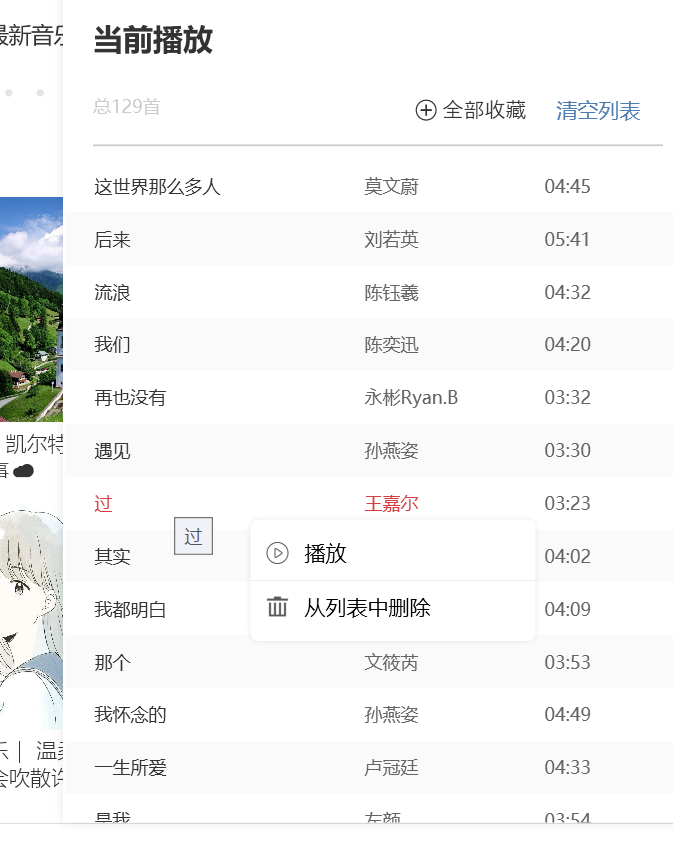 最新音乐
当前播放
总129首
全部收藏 清空列表
这世界那么多人 莫文蔚 04:45
后来 刘若英 05:41
流浪 陈钰羲 04:32
我们 陈奕迅 04:20
再也没有 永彬Ryan.B 03:32
凯尔特
遇见 孙燕姿 03:30
事
过 王嘉尔 03:23
过
播放
其实 04:02
从列表中删除
我都明白 04:09
那个 文筱芮 03:53
我怀念的 孙燕姿 04:49
乐｜ 温柔
一生所爱 卢冠廷 04:33
会吹散许
是我 左颜 03:54